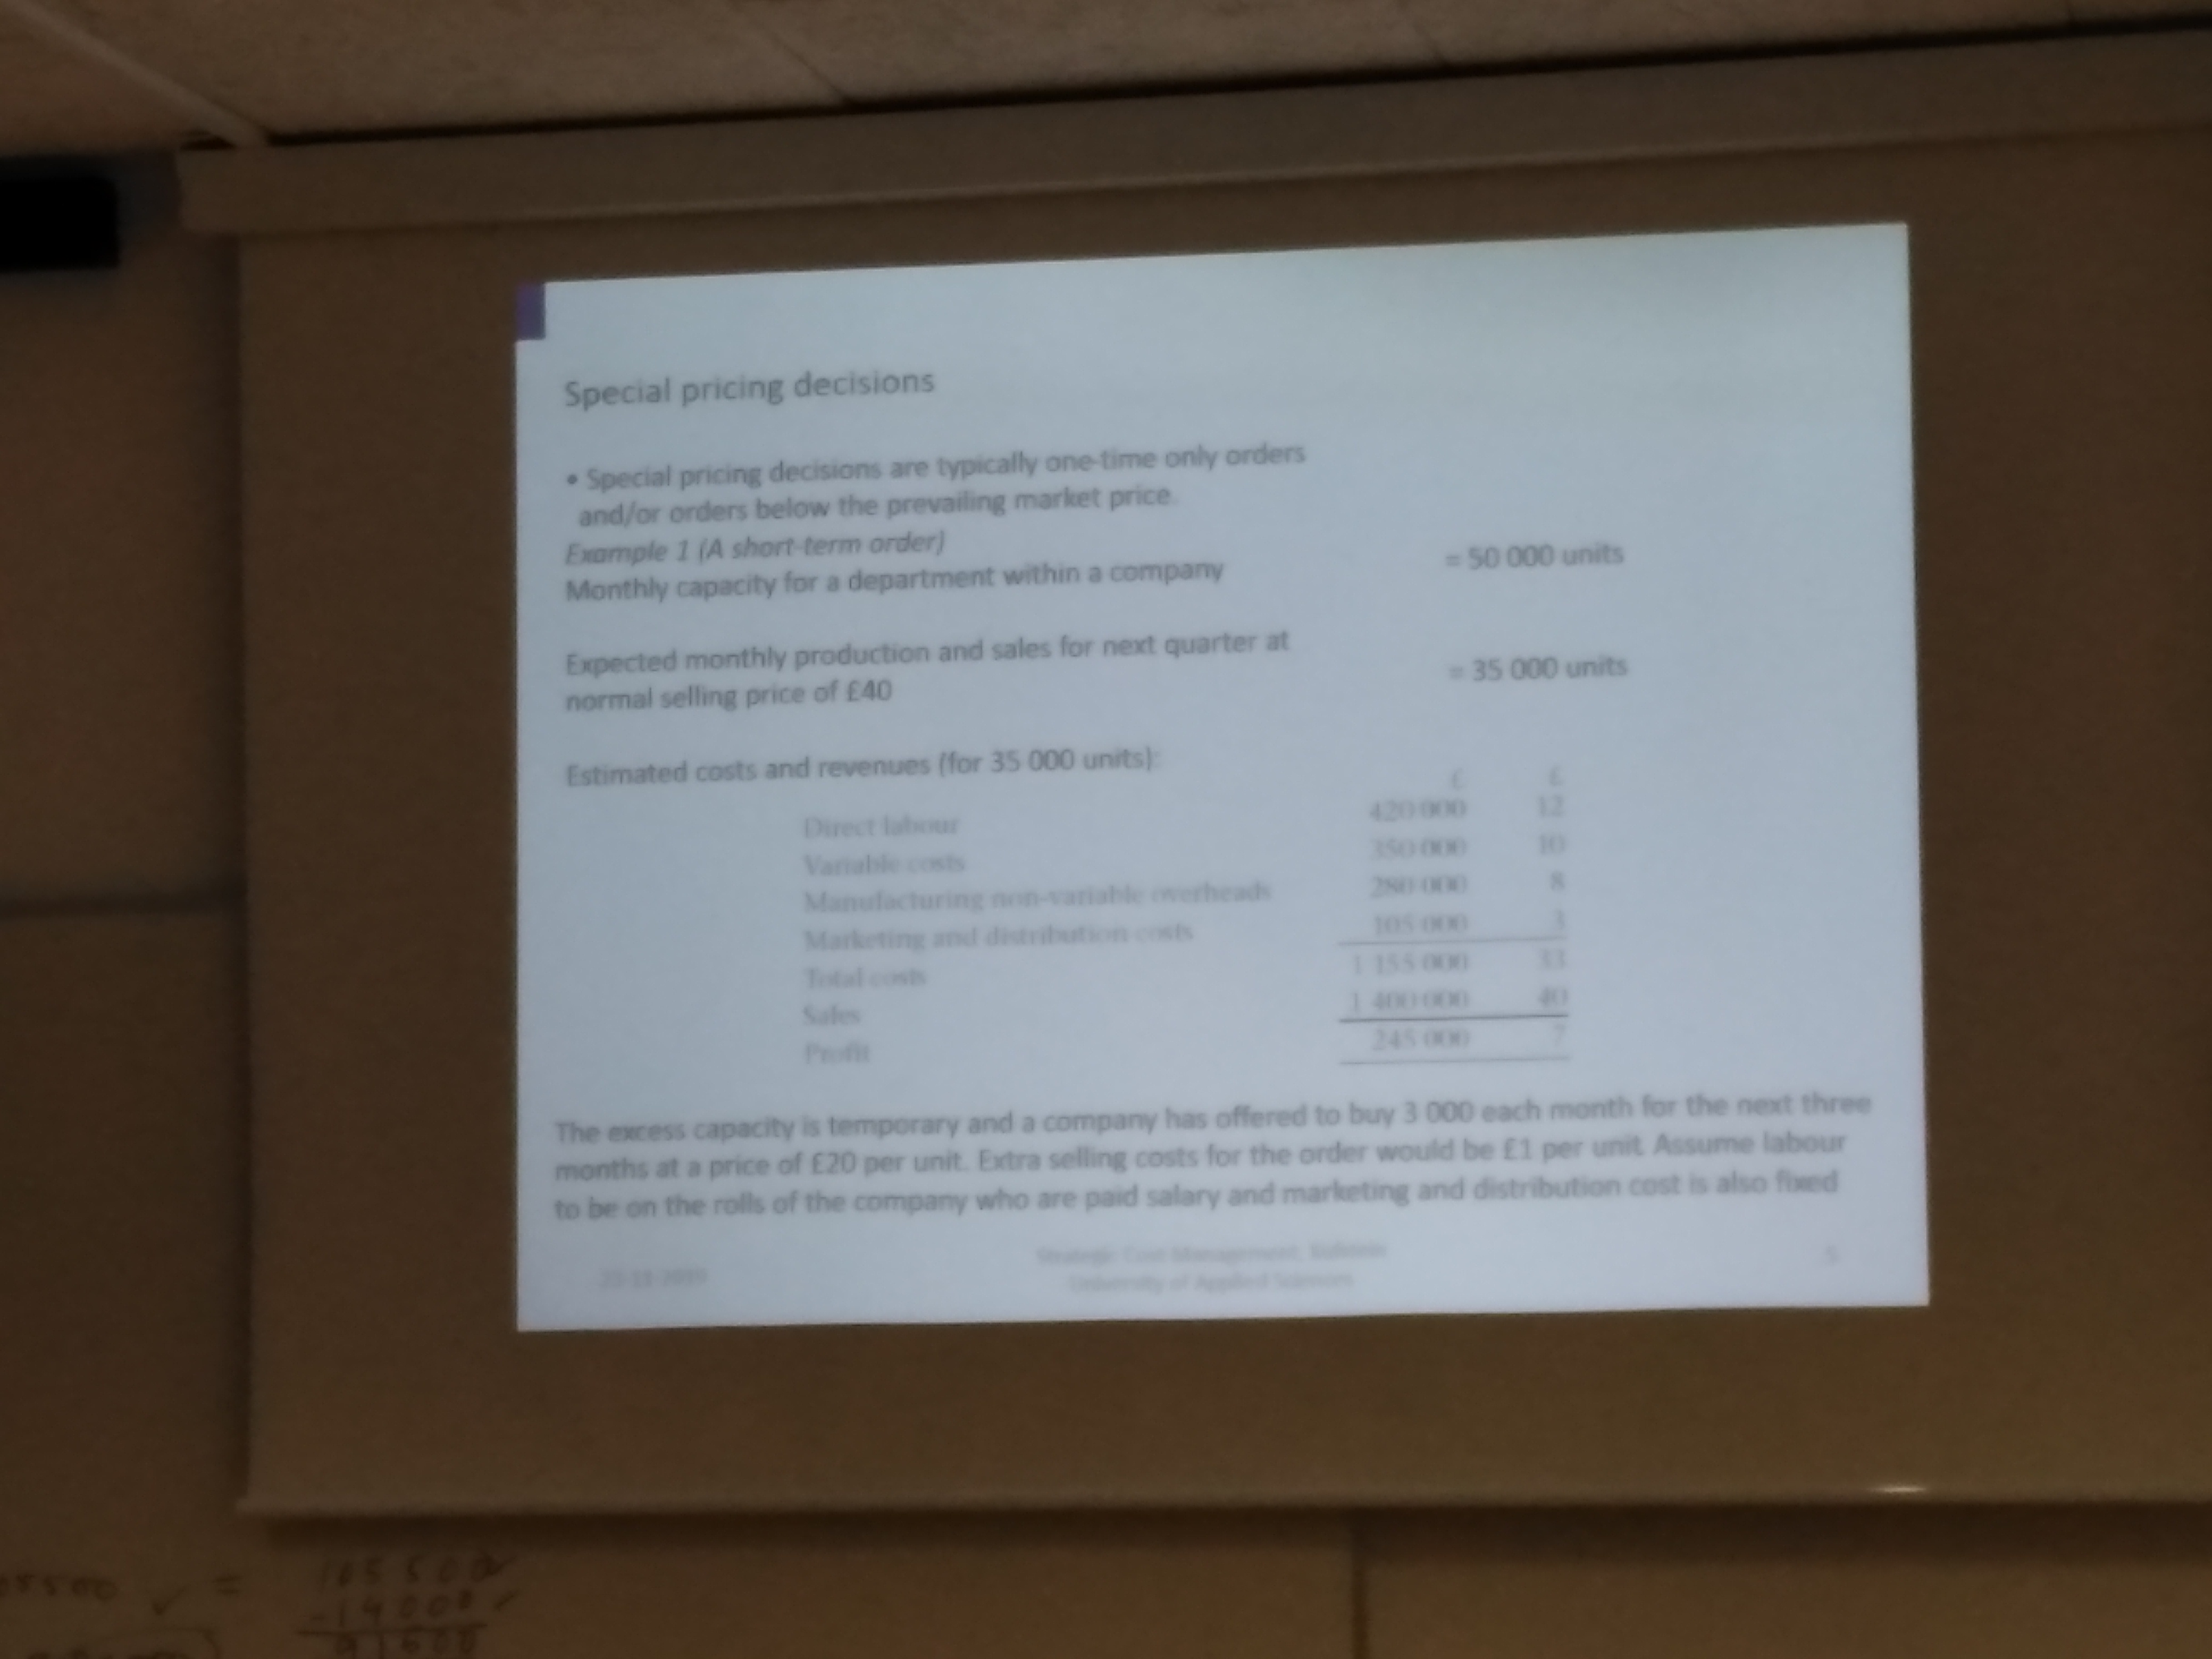 Special pricing decisions
• Special pricing decisions are typically one-time only orders
and/or orders below the prevailing market price.
Example 1 (A short-term order)
Monthly capacity for a department within a company = 50 000 units
Expected monthly production and sales for next quarter at
normal selling price of £40 = 35 000 units
Estimated costs and revenues (for 35 000 units):
£ £
Direct labour 420 000 12
Variable costs 350 000 10
Manufacturing non-variable overheads 280 000 8
Marketing and distribution costs 105 000 3
Total costs 1 155 000 33
Sales 1 400 000 40
Profit 245 000 7
The excess capacity is temporary and a company has offered to buy 3 000 each month for the next three
months at a price of £20 per unit. Extra selling costs for the order would be £1 per unit. Assume labour
to be on the rolls of the company who are paid salary and marketing and distribution cost is also fixed
Strategic Cost Management, Kufstein
University of Applied Sciences
5
= 105500
-14000
91500